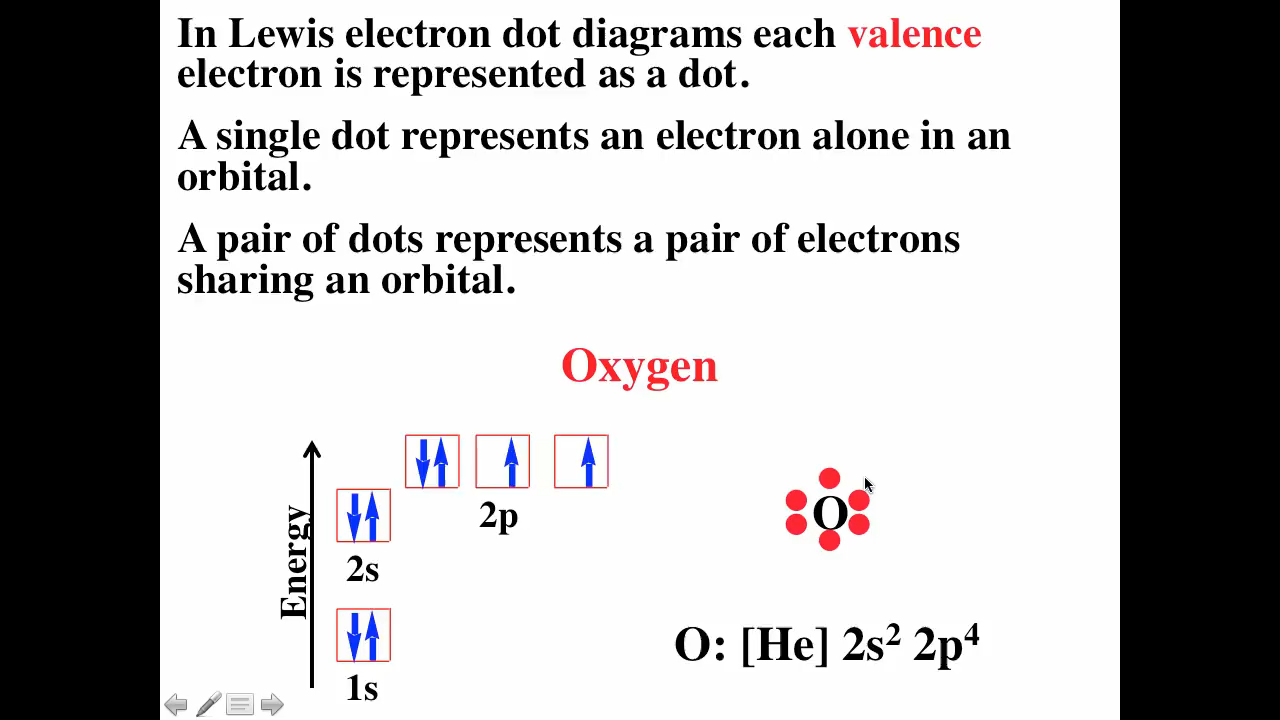 In Lewis electron dot diagrams each valence
electron is represented as a dot.
A single dot represents an electron alone in an
orbital.
A pair of dots represents a pair of electrons
sharing an orbital.
Oxygen
Energy
2p
2s
1s
O
O: [He] 2s² 2p⁴